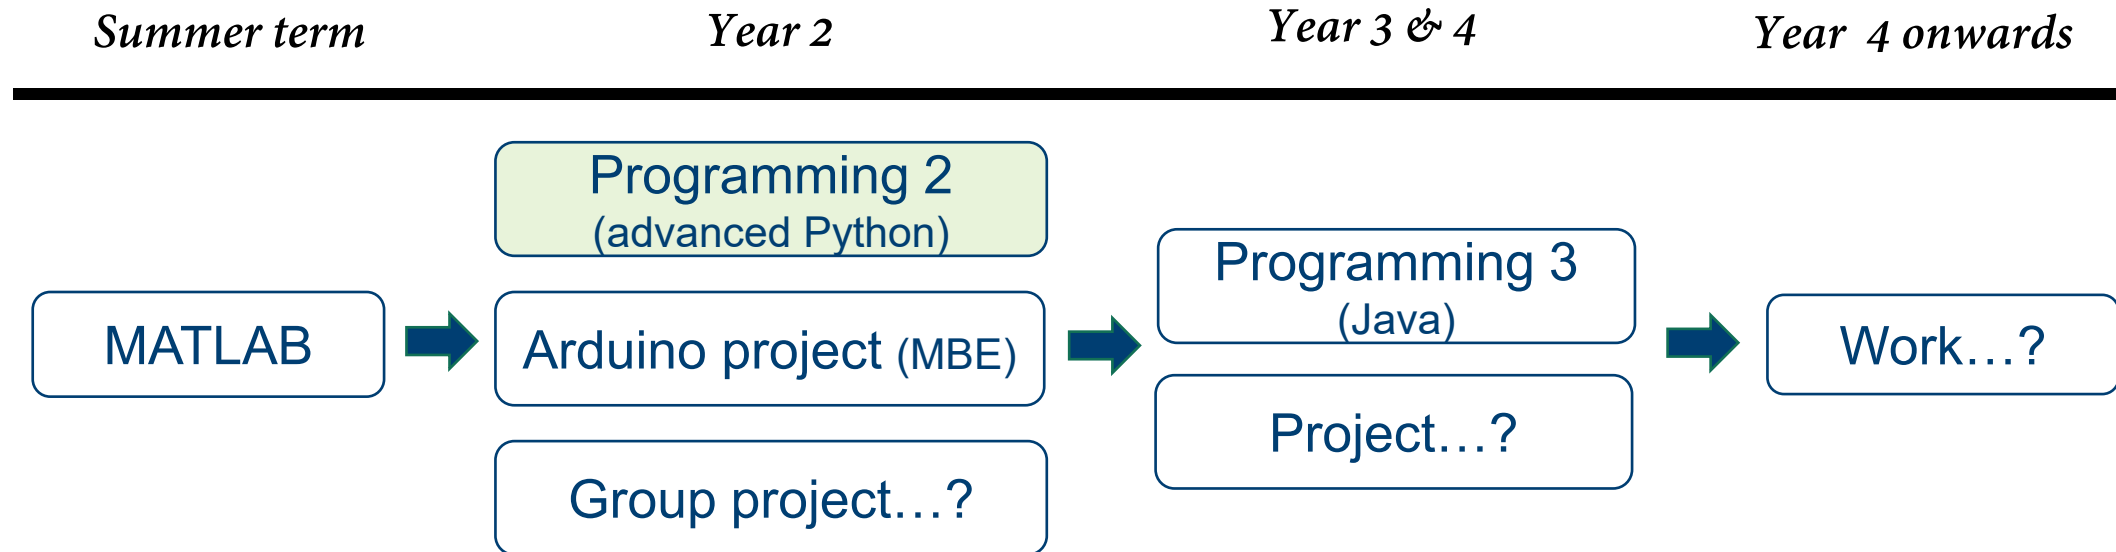 Summer term
Year 2
Year 3 & 4
Year 4 onwards
MATLAB
Programming 2
(advanced Python)
Arduino project (MBE)
Group project…?
Programming 3
(Java)
Project…?
Work…?